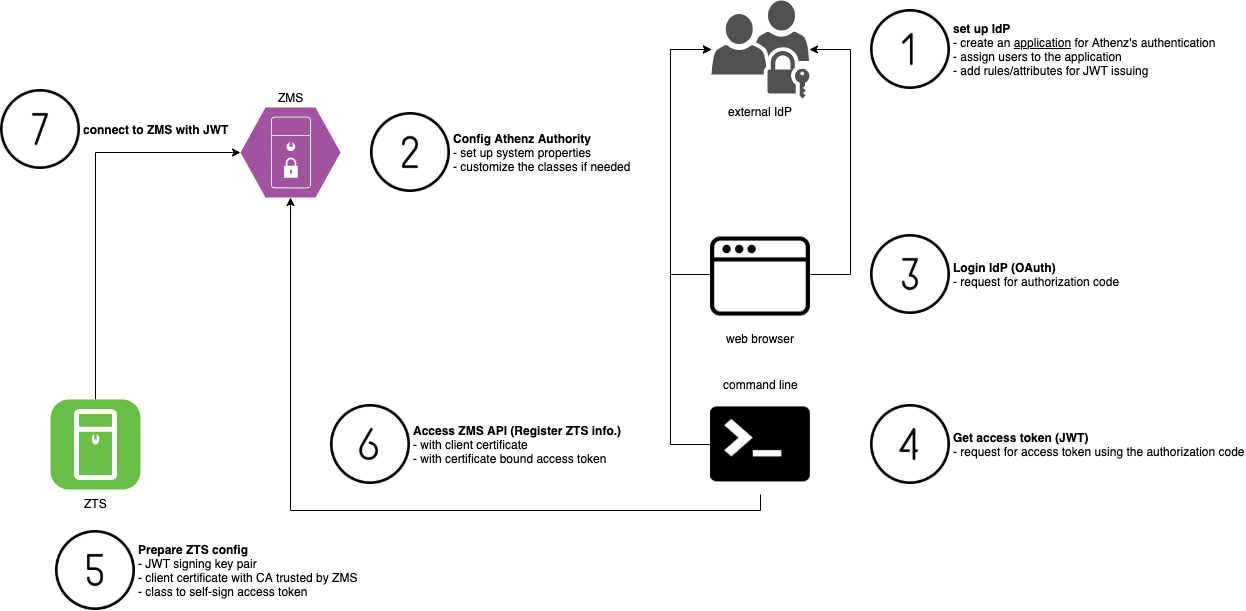 1
set up IdP
- create an application for Athenz's authentication
- assign users to the application
- add rules/attributes for JWT issuing
external IdP
ZMS
7
connect to ZMS with JWT
2
Config Athenz Authority
- set up system properties
- customize the classes if needed
3
Login IdP (OAuth)
- request for authorization code
web browser
command line
6
Access ZMS API (Register ZTS info.)
- with client certificate
- with certificate bound access token
4
Get access token (JWT)
- request for access token using the authorization code
ZTS
5
Prepare ZTS config
- JWT signing key pair
- client certificate with CA trusted by ZMS
- class to self-sign access token